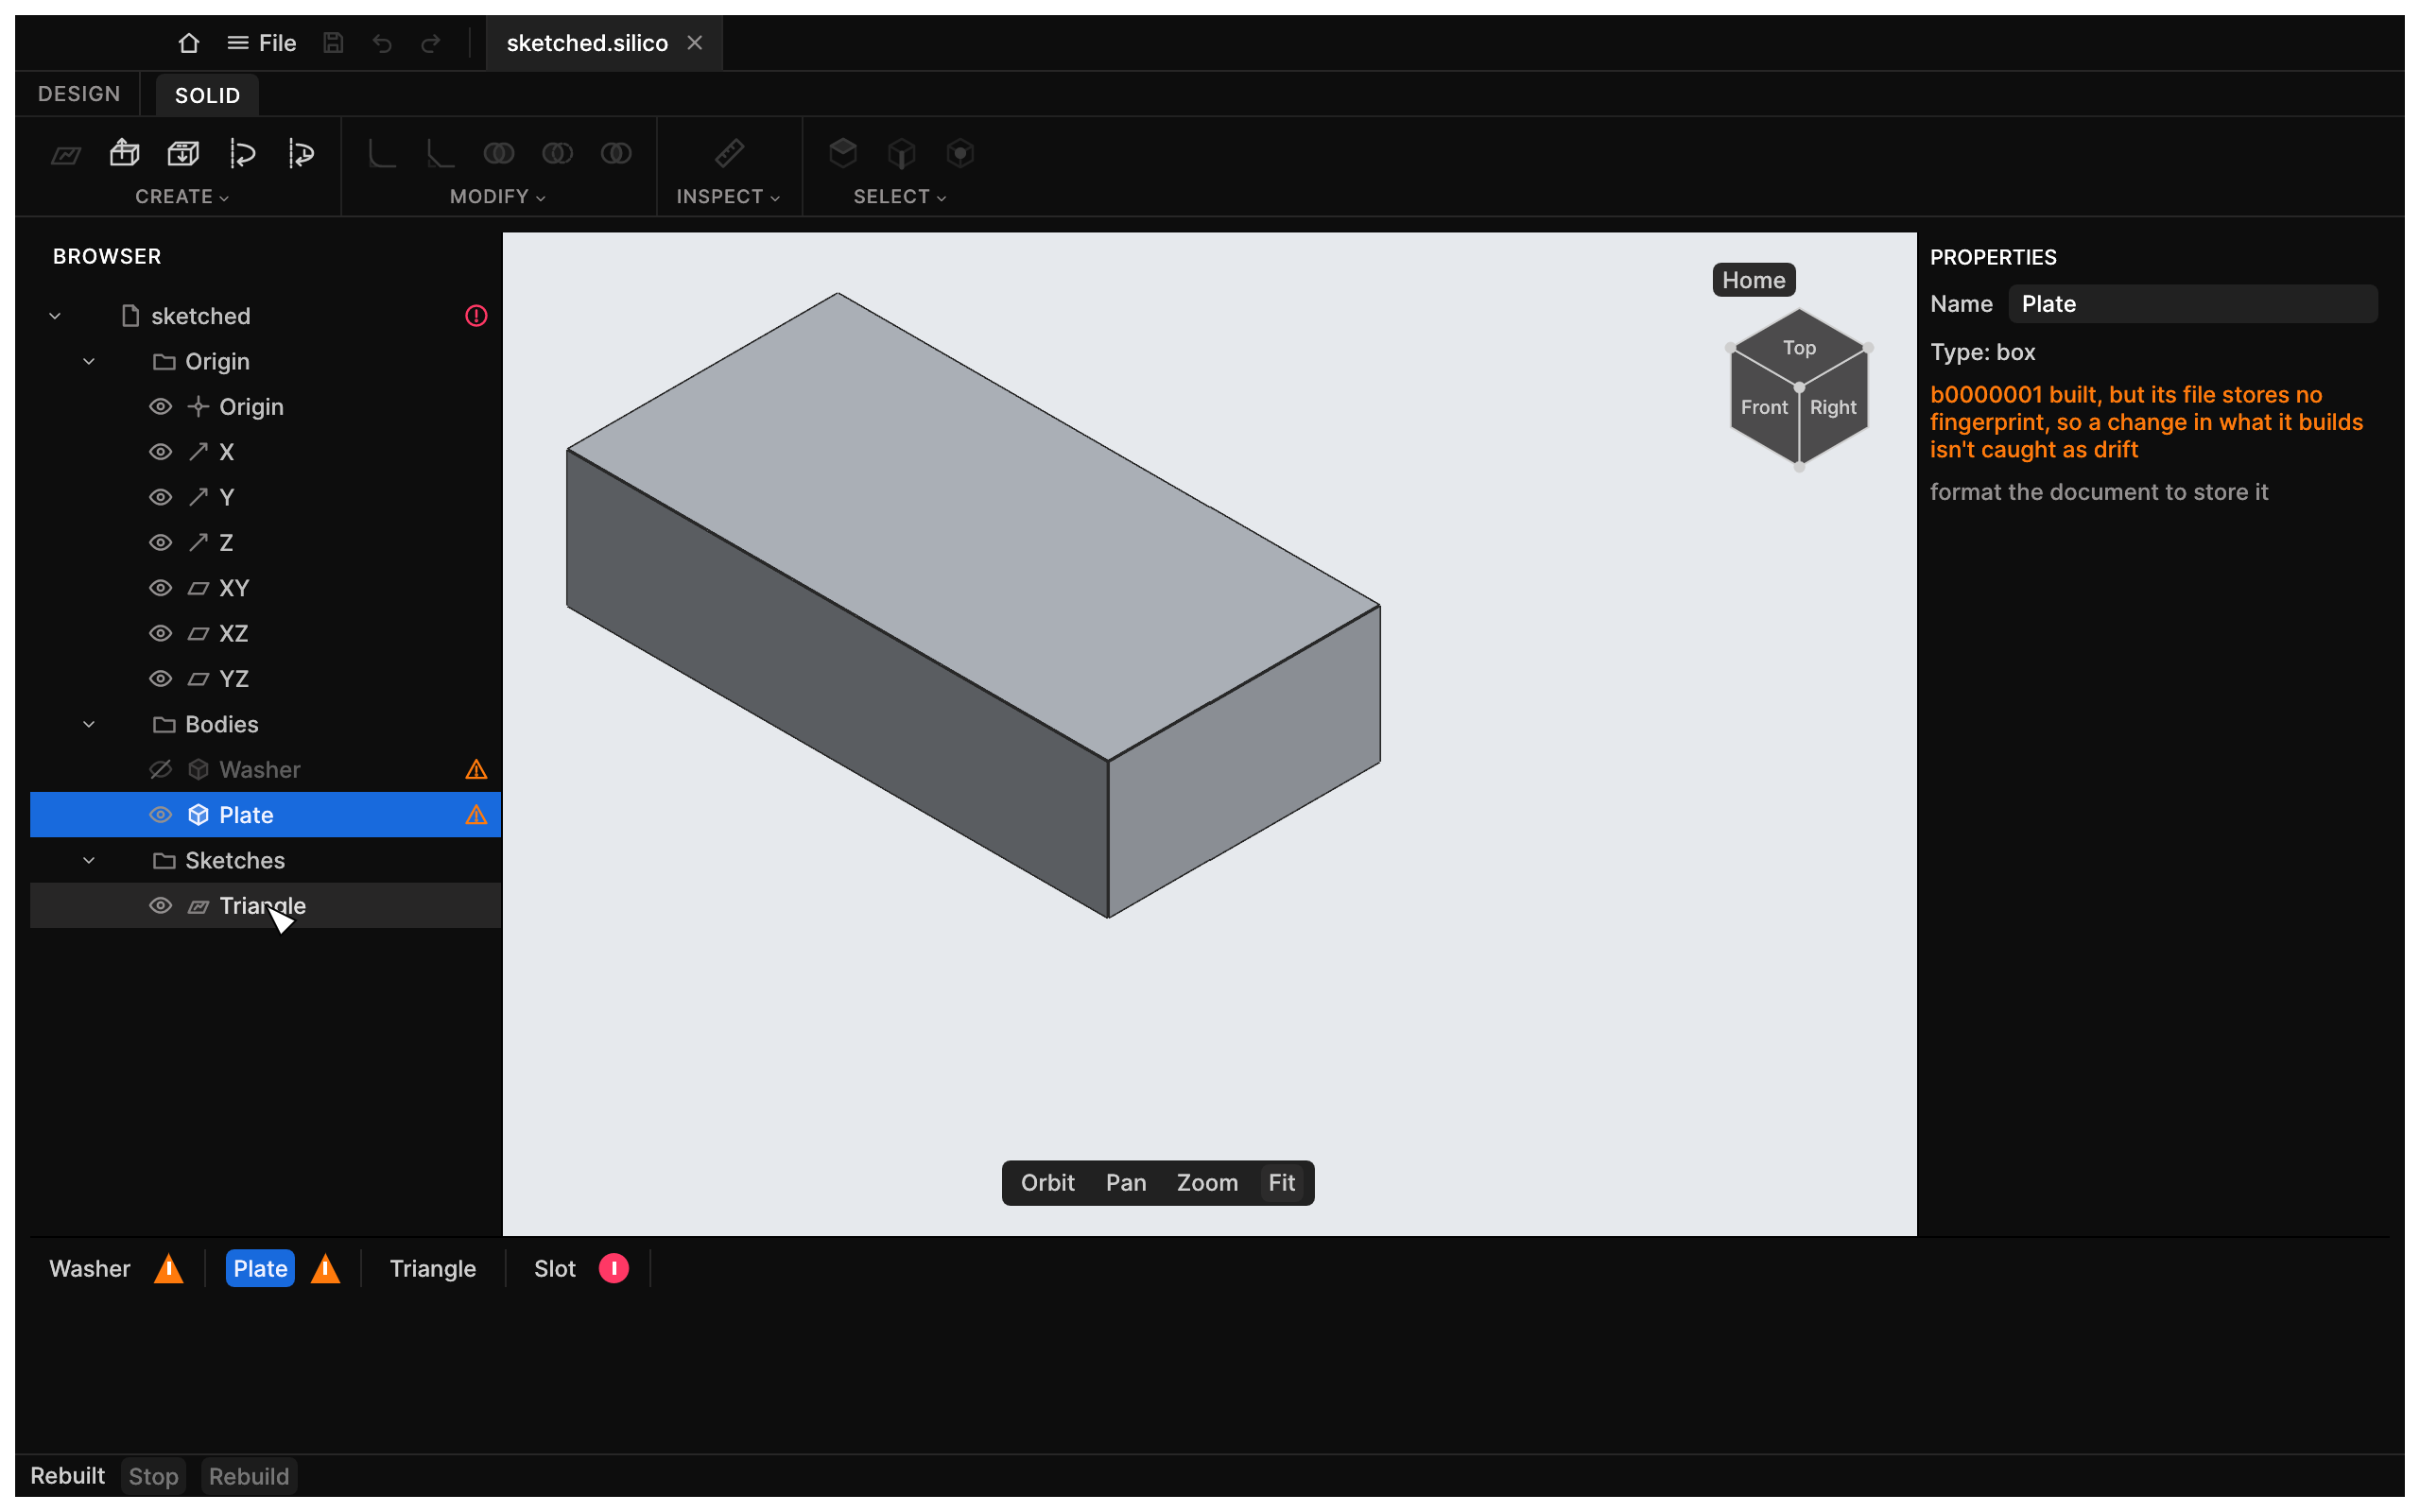 File
sketched.silico
DESIGN
SOLID
CREATE
MODIFY
INSPECT
SELECT
BROWSER
sketched
Origin
Origin
X
Y
Z
XY
XZ
YZ
Bodies
Washer
Plate
Sketches
Triangle
Home
Top
Front
Right
Orbit
Pan
Zoom
Fit
PROPERTIES
Name
Plate
Type: box
b0000001 built, but its file stores no
fingerprint, so a change in what it builds
isn't caught as drift
format the document to store it
Washer
Plate
Triangle
Slot
Rebuilt
Stop
Rebuild